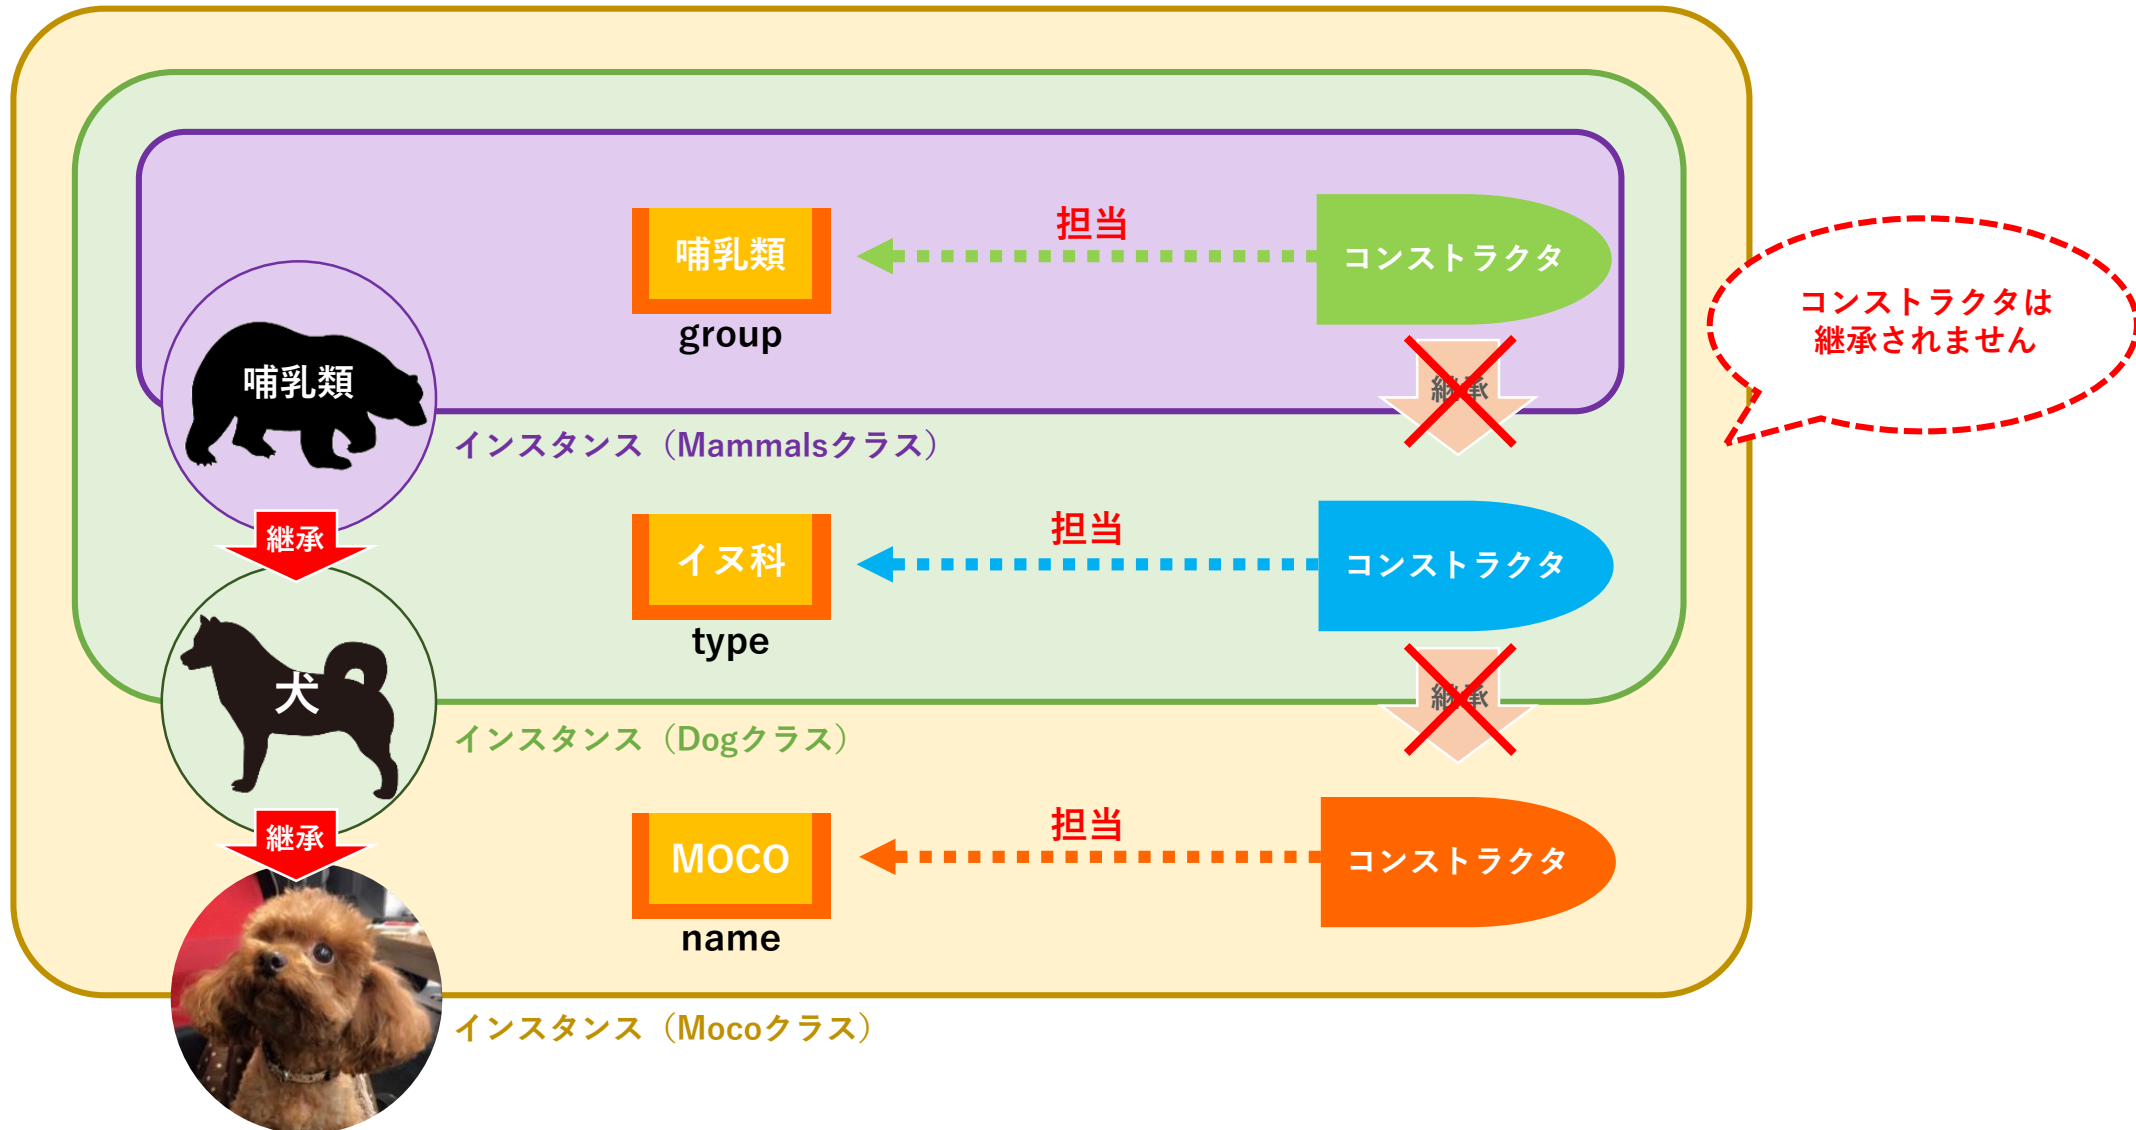 哺乳類
group
担当
コンストラクタ
コンストラクタは
継承されません
哺乳類
継承
インスタンス（Mammalsクラス）
継承
イヌ科
type
担当
コンストラクタ
犬
継承
インスタンス（Dogクラス）
継承
MOCO
name
担当
コンストラクタ
インスタンス（Mocoクラス）